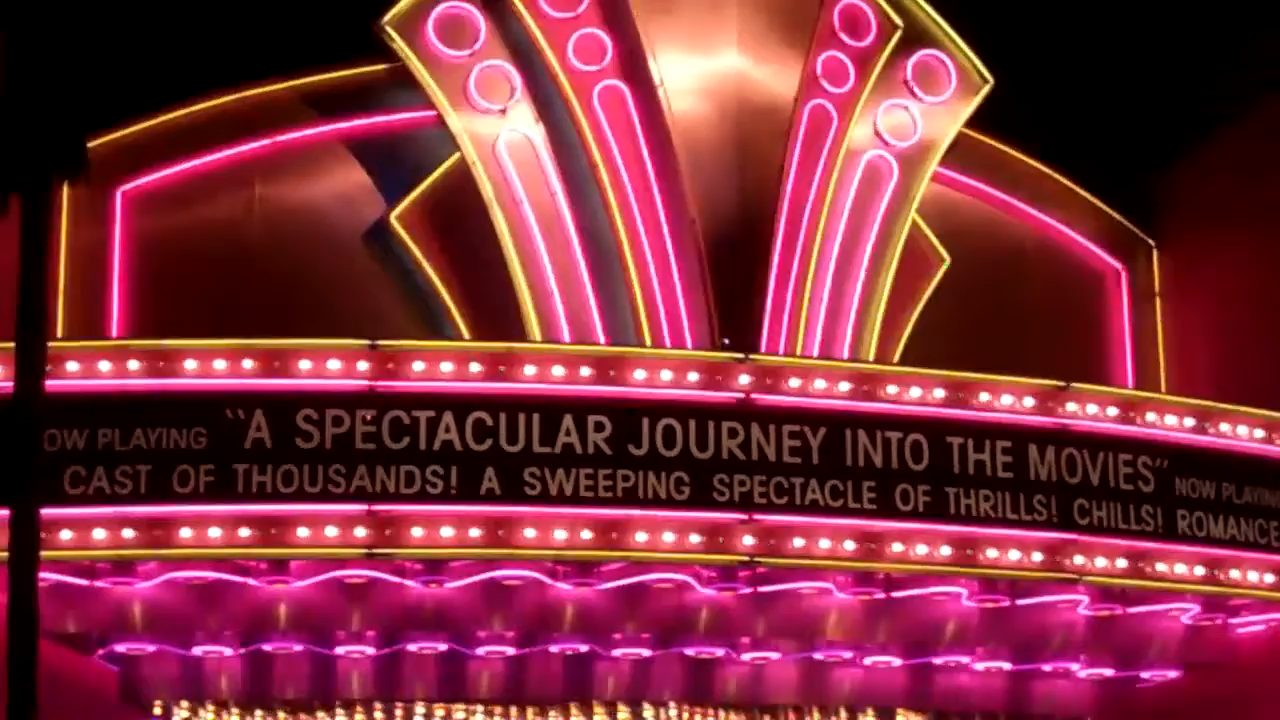 OW PLAYING "A SPECTACULAR JOURNEY INTO THE MOVIES" NOW PLAYIN
CAST OF THOUSANDS! A SWEEPING SPECTACLE OF THRILLS! CHILLS! ROMANCE